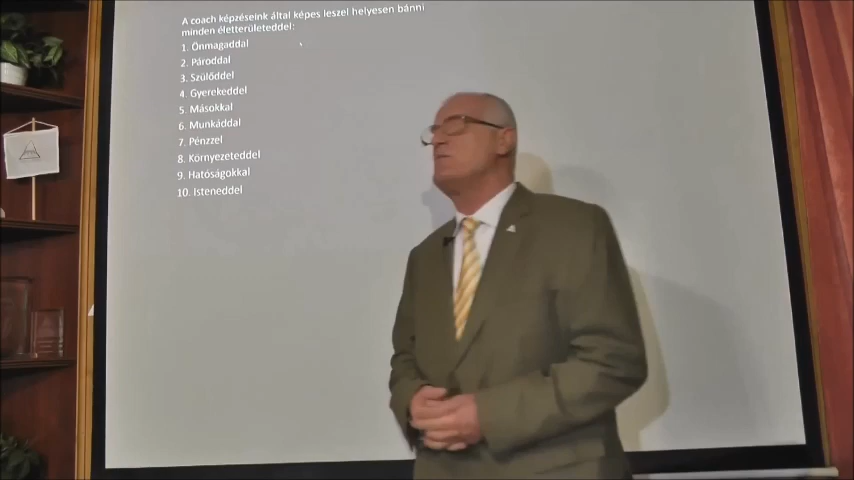 A coach képzéseink által képes leszel helyesen bánni
minden életterületeddel:
1. Önmagaddal
2. Pároddal
3. Szülőddel
4. Gyerekeddel
5. Másokkal
6. Munkáddal
7. Pénzzel
8. Környezeteddel
9. Hatóságokkal
10. Isteneddel